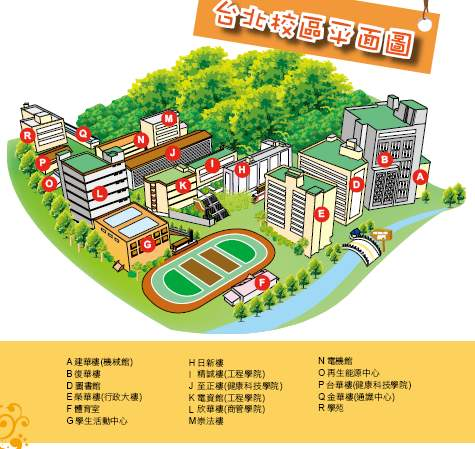 台北校區平面圖
M
R
Q
N
J
P
I
H
B
O
L
K
D
A
E
G
F
A 建華樓(機械館)
B 復華樓
D 圖書館
E 榮華樓(行政大樓)
F 體育室
G 學生活動中心
H 日新樓
I 精誠樓(工程學院)
J 至正樓(健康科技學院)
K 電資館(工程學院)
L 欣華樓(商管學院)
M 崇法樓
N 電機館
O 再生能源中心
P 台華樓(健康科技學院)
Q 金華樓(通識中心)
R 學苑